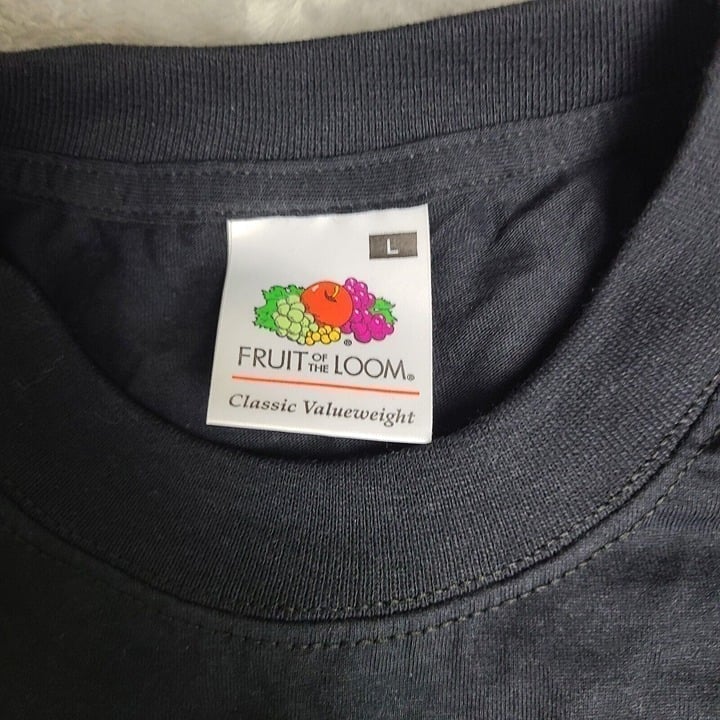 L
FRUIT OF THE LOOM®
Classic Valueweight